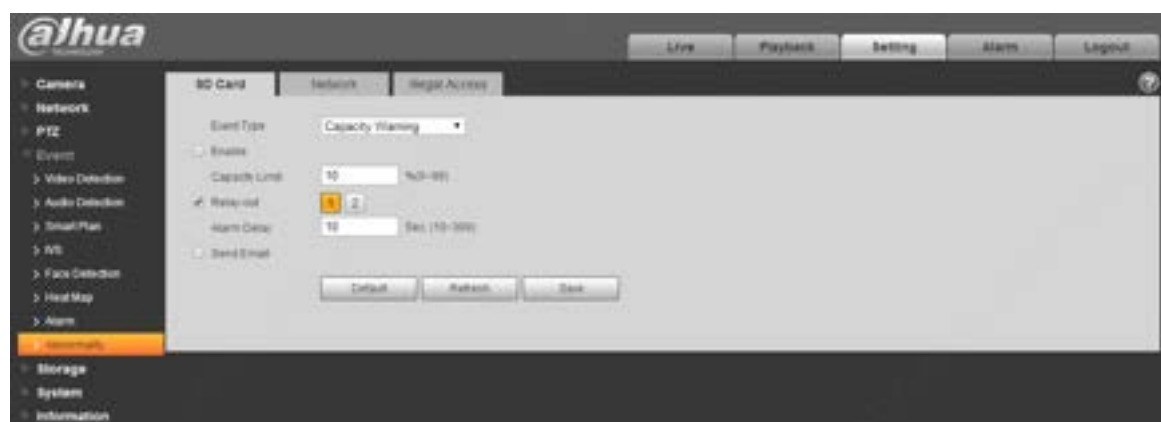 alhua
TECHNOLOGY
Live Playback Setting Alarm Logout
Camera
Network
PTZ
Event
Video Detection
Audio Detection
Smart Plan
IVS
Face Detection
Heat Map
Alarm
Abnormality
Storage
System
Information
SD Card Network Illegal Access
Event Type Capacity Warning
Enable
Capacity Limit 10 %(0~99)
Relay-out 1 2
Alarm Delay 10 Sec. (10~300)
Send Email
Default Refresh Save